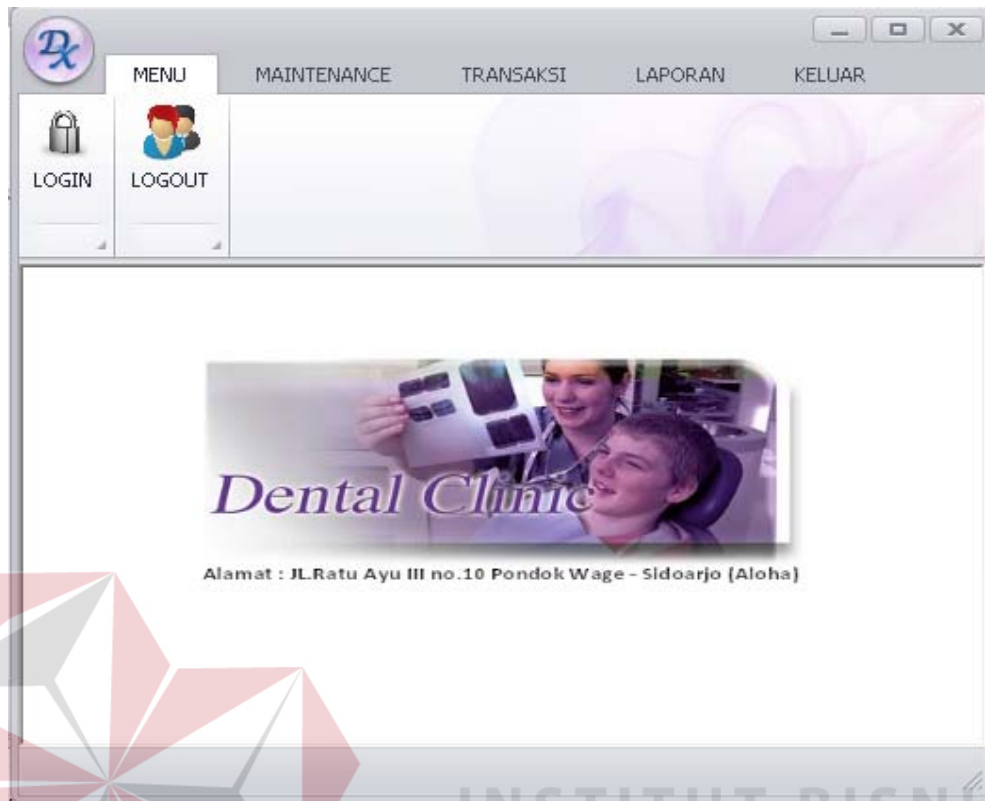 DX
MENU MAINTENANCE TRANSAKSI LAPORAN KELUAR
LOGIN LOGOUT
Dental Clinic
Alamat : JL.Ratu Ayu III no.10 Pondok Wage - Sidoarjo (Aloha)
INSTITUT BISNI